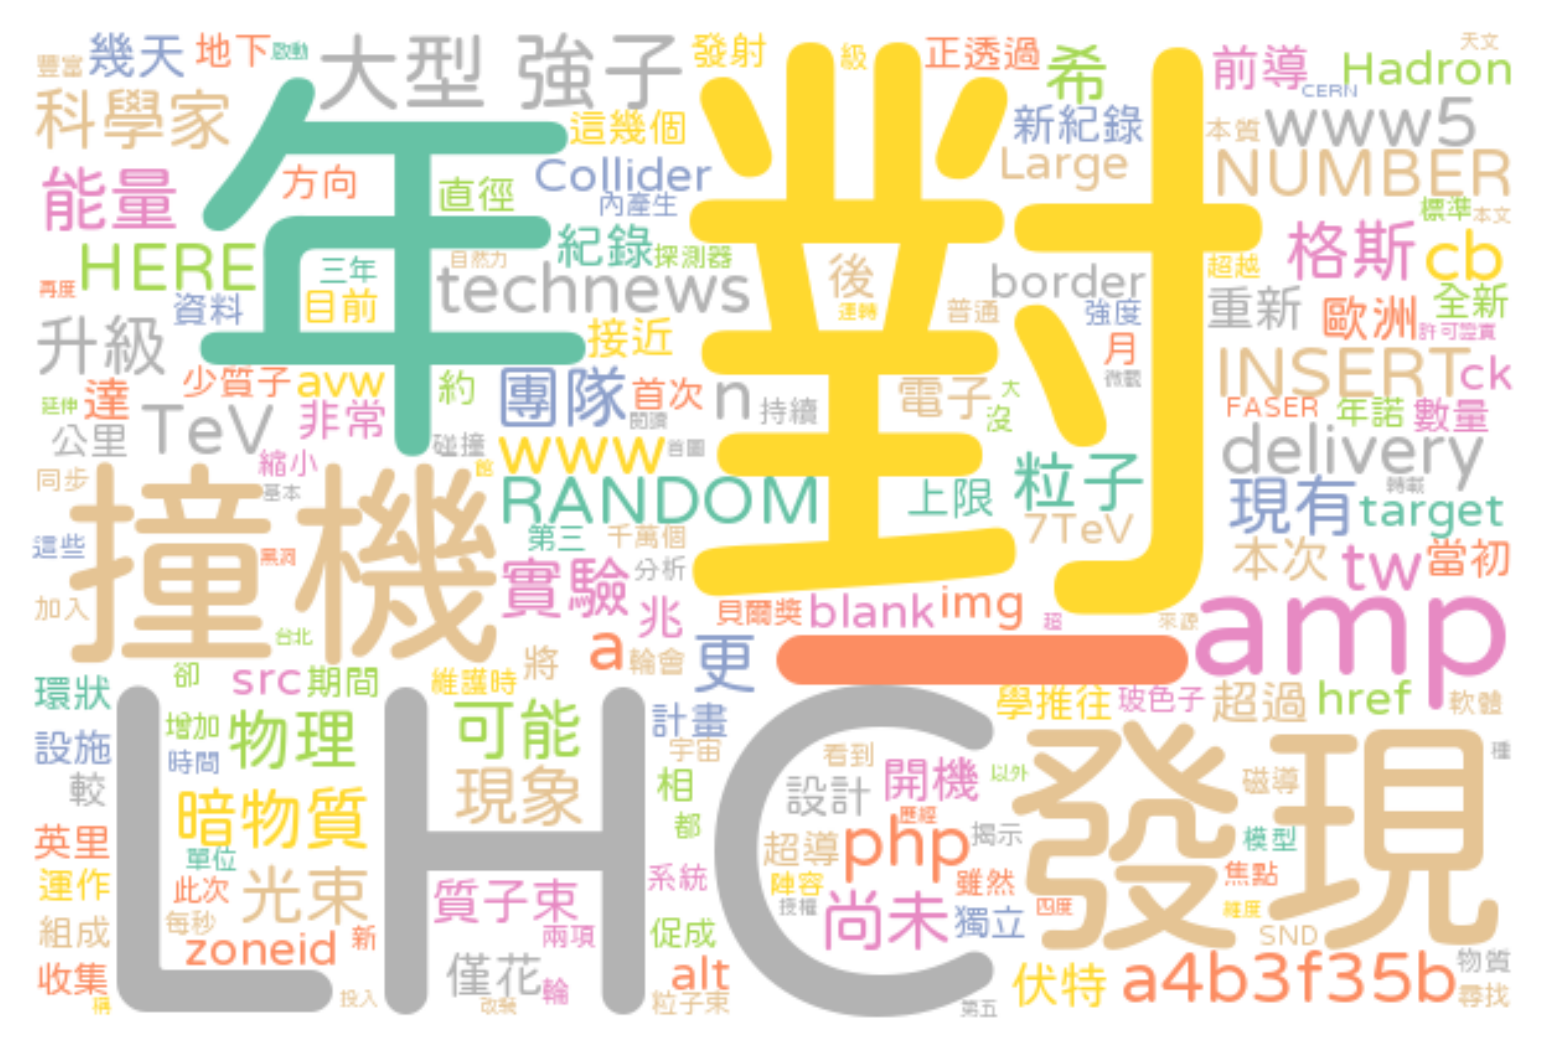 豐富 幾天 地下 啟動 大型 強子 發射 級 正透過 希 前導 Hadron 天文
科學家 這幾個 新紀錄 CERN 本質 www5
能量 年 方向 直徑 Collider 內產生 對 Large NUMBER
HERE 三年 自然力 紀錄 探測器 後 border 超越 格斯 cb 標準 本文
再度 資料 目前 technews 運轉 普通 強度 重新 歐洲 全新
升級 接近 月 微觀 許可證實
延伸 達 少質子 avw 約 團隊 首次 n 持續 電子 大 沒 INSERT ck
公里 TeV 非常 碰撞 閱讀 FASER 年諾 數量
縮小 館 www 首圖 delivery
同步 撞機 基本 RANDOM 上限 粒子 現有 轉載 target
這些 黑洞 第三 千萬個 7TeV 本次 tw 當初
加入 台北 實驗 分析 兆 貝爾獎 blank img 超 來源 amp
環狀 卻 src 期間 維護時 將 a 輪會 更 一 學推往 玻色子 超過 href 軟體
設施 增加 物理 可能 計畫 宇宙 看到 以外 發現 磁導 種
較 時間 現象 相 設計 開機
英里 LHC 暗物質 單位 都 超導 php 歷經 揭示 模型
運作 此次 光束 質子束 系統 陣容 雖然 焦點
組成 每秒 兩項 促成 授權 尚未 獨立 四度 維度 SND
收集 zoneid 新 僅花 輪 alt 伏特 a4b3f35b 物質
稱 投入 改裝 粒子束 第五 尋找